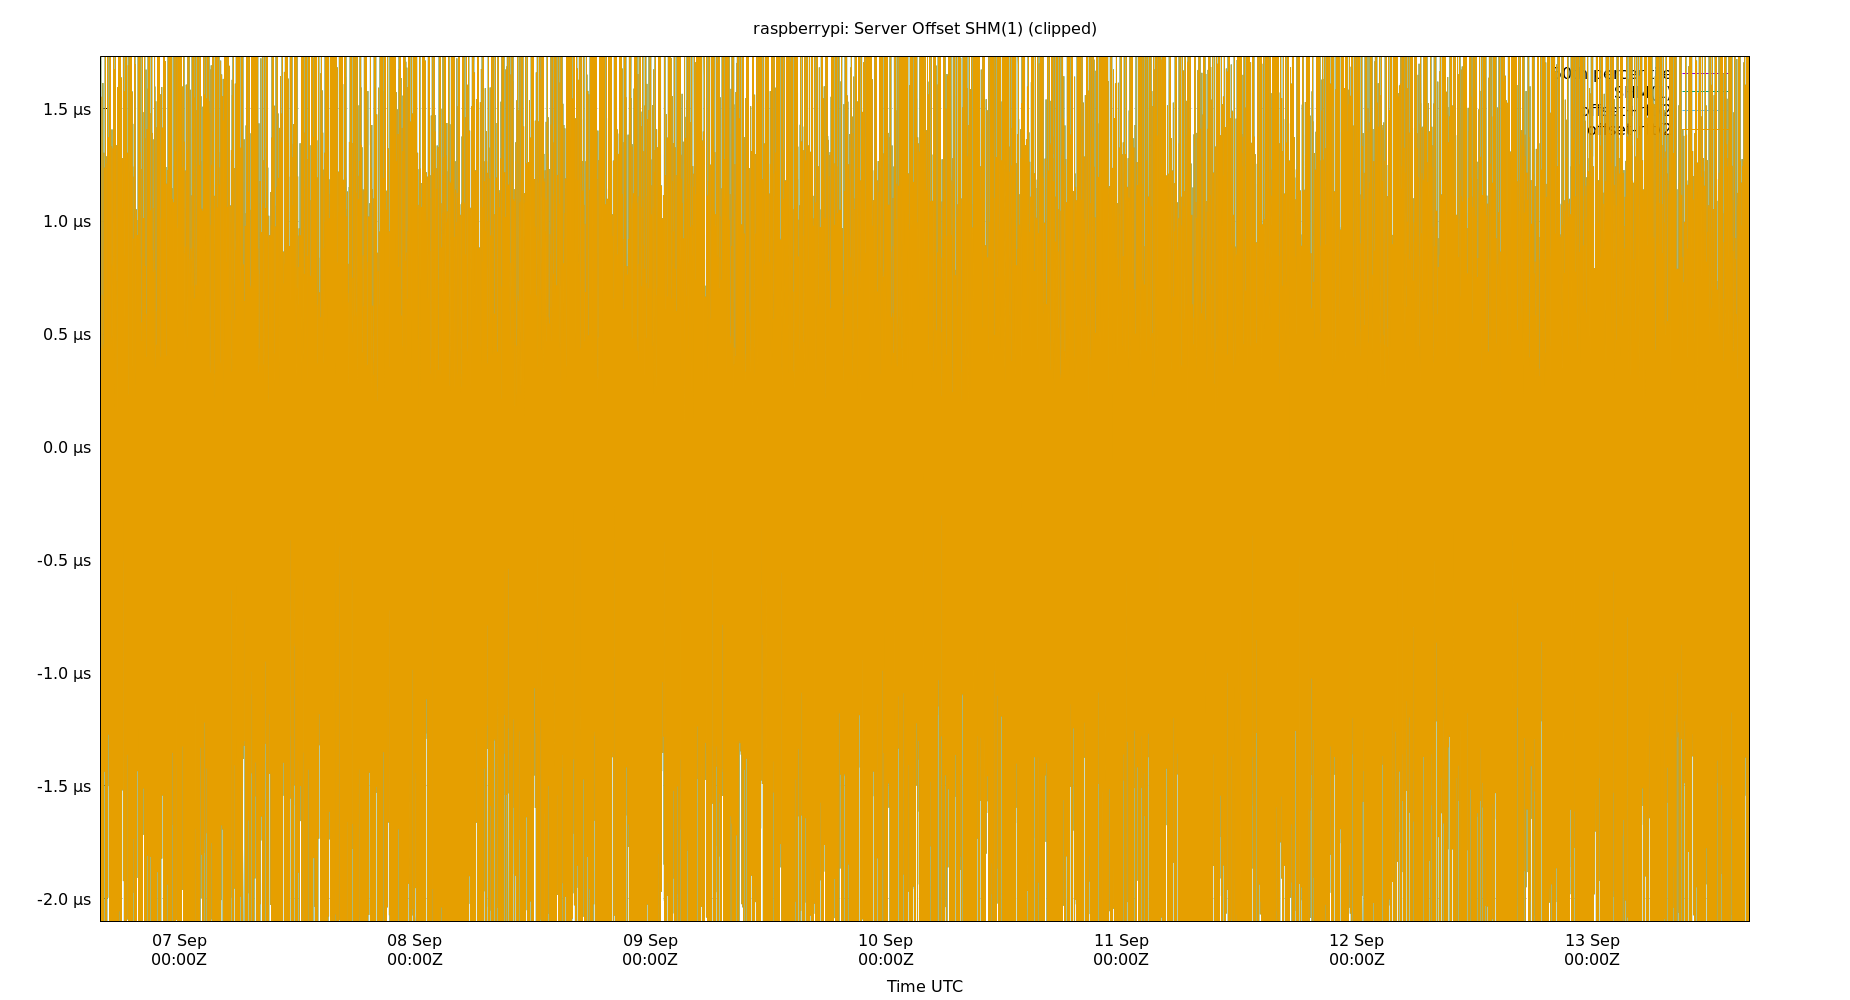 raspberrypi: Server Offset SHM(1) (clipped)
1.5 µs
1.0 µs
0.5 µs
0.0 µs
-0.5 µs
-1.0 µs
-1.5 µs
-2.0 µs
07 Sep
00:00Z
08 Sep
00:00Z
09 Sep
00:00Z
10 Sep
00:00Z
11 Sep
00:00Z
12 Sep
00:00Z
13 Sep
00:00Z
Time UTC